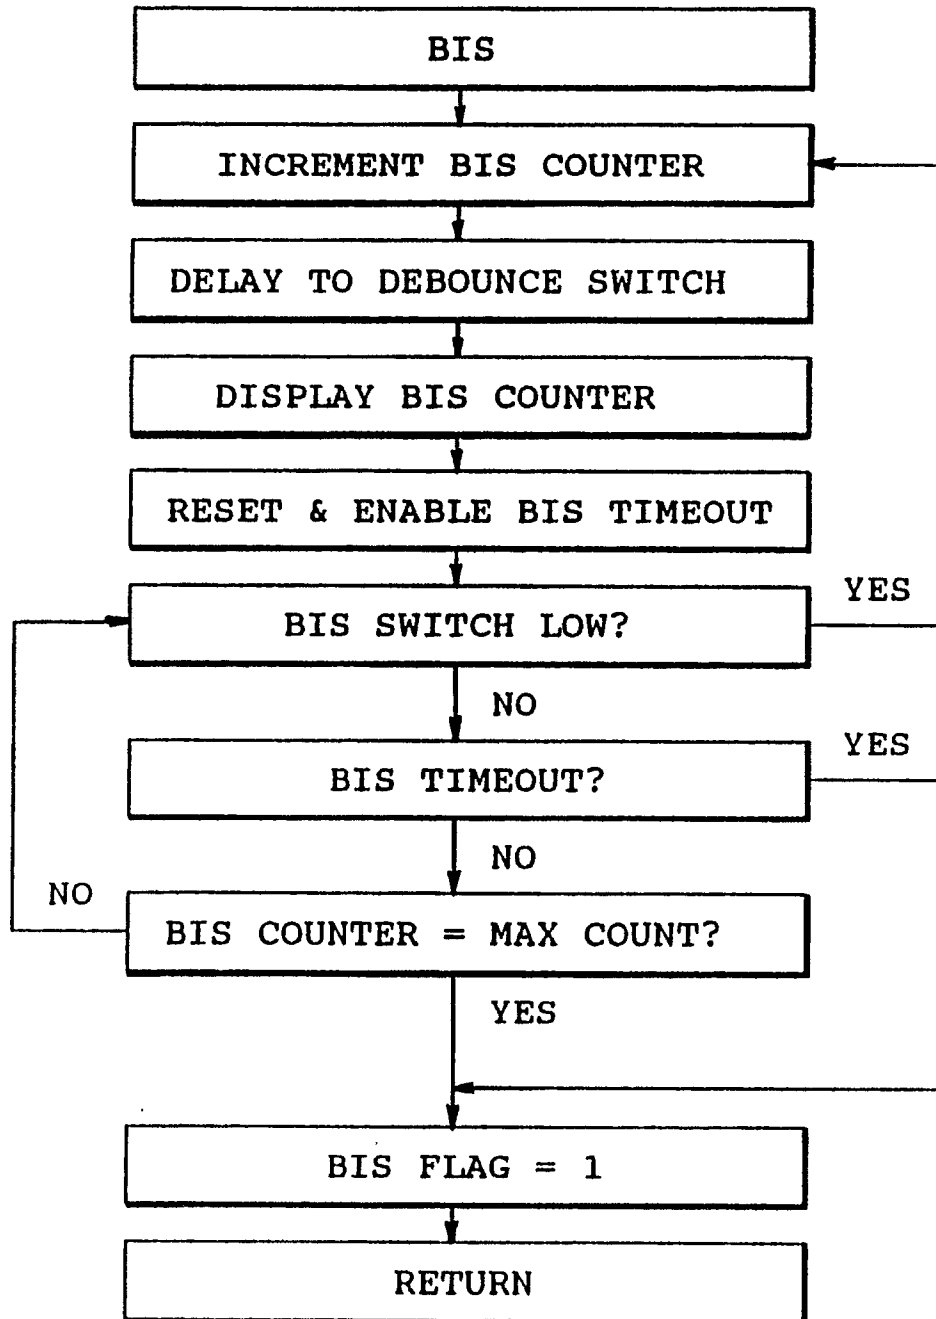 BIS
INCREMENT BIS COUNTER
DELAY TO DEBOUNCE SWITCH
DISPLAY BIS COUNTER
RESET & ENABLE BIS TIMEOUT
YES
BIS SWITCH LOW?
NO
YES
BIS TIMEOUT?
NO
NO
BIS COUNTER = MAX COUNT?
YES
BIS FLAG = 1
RETURN